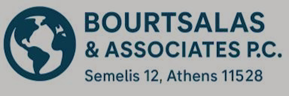 BOURTSALAS
& ASSOCIATES P.C.
Semelis 12, Athens 11528